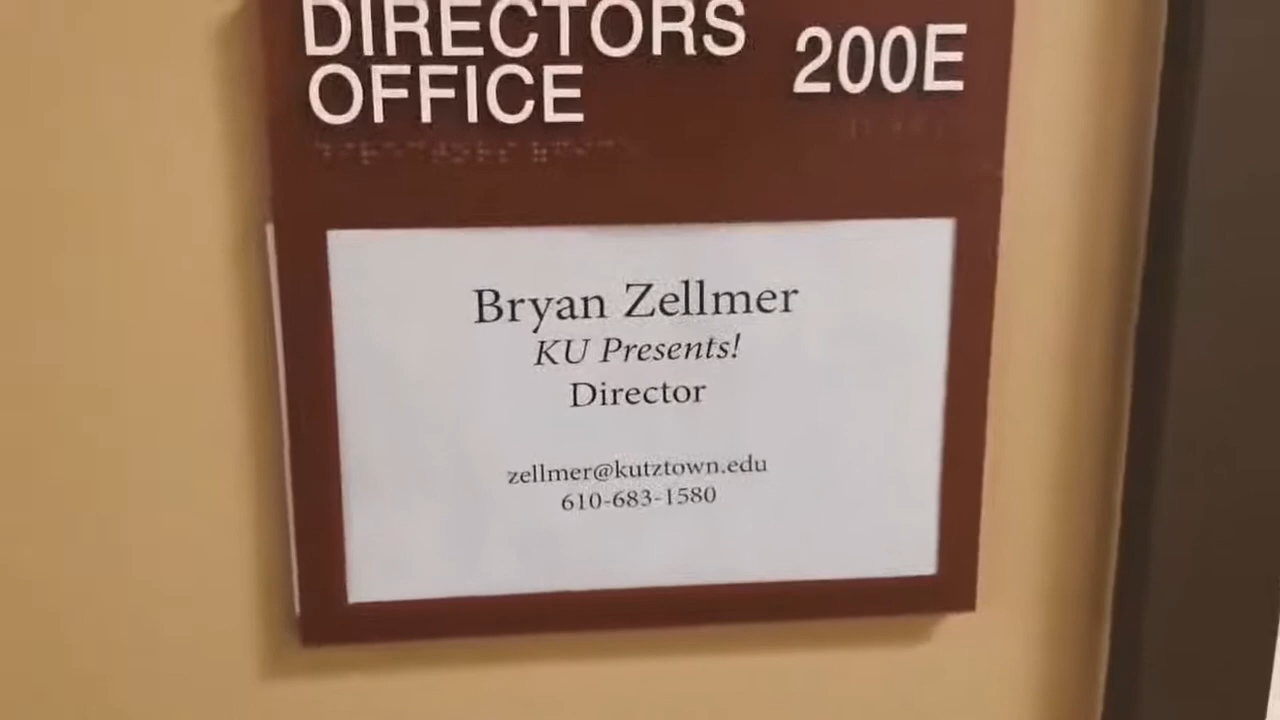 DIRECTORS
OFFICE
200E
Bryan Zellmer
KU Presents!
Director
zellmer@kutztown.edu
610-683-1580